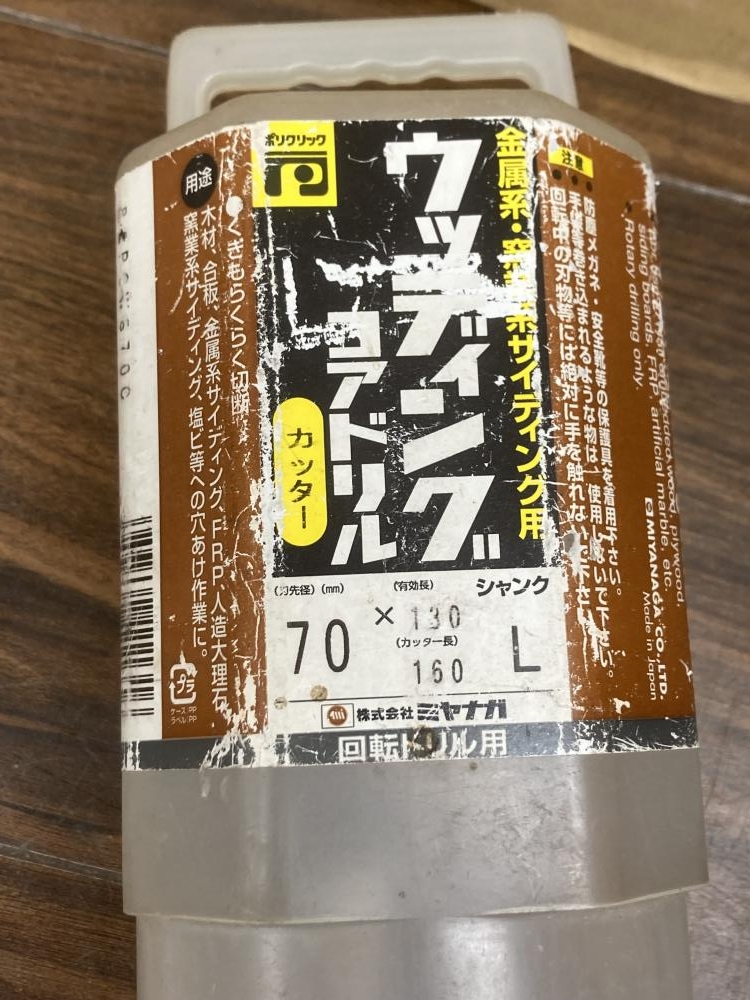 ポリクリック
金属系・窯業系サイディング用
ウッディング
コアドリル
カッター
(刃先径) (mm)
(有効長)
シャンク
70 × 130
(カッター長)
160
L
株式会社 ミヤナガ
回転ドリル用
用途
●くぎもらくらく切断
木材、合板、金属系サイディング、FRP、人造大理石、
窯業系サイディング、塩ビ等への穴あけ作業に。
プラ
ケース:PP
ラベル:PP
注意
防塵メガネ・安全靴等の保護具を着用下さい。
手袋等巻き込まれるような物は、使用しないで下さい。
回転中の刃物等には絶対に手を触れないで下さい。
wood, plywood,
siding boards, FRP, artificial marble, etc.
Rotary drilling only.
MIYANAGA CO., LTD.
Made in Japan